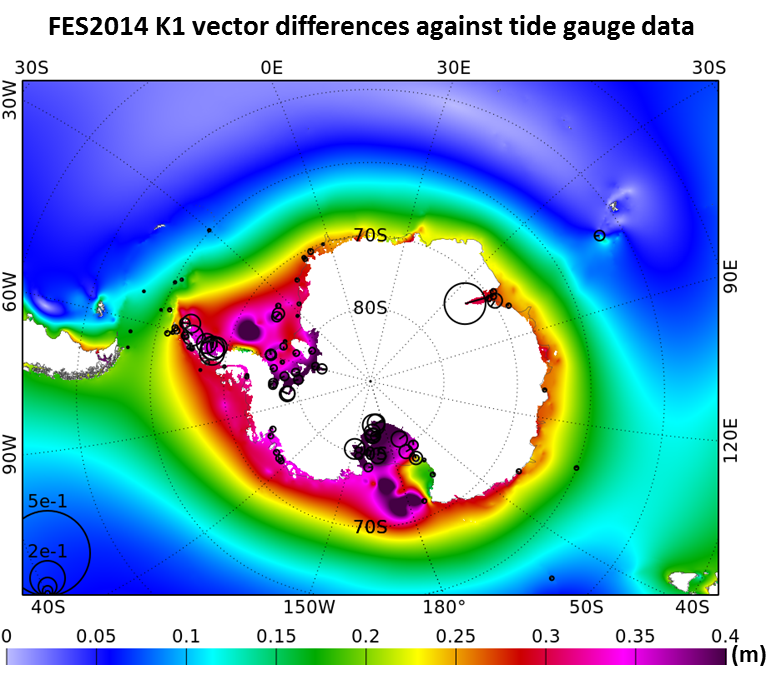 FES2014 K1 vector differences against tide gauge data
30S 0E 30E 30S
30W
70S
60W
90E
80S
120E
90W
5e-1
70S
2e-1
40S 150W 180° 50S 40S
0 0.05 0.1 0.15 0.2 0.25 0.3 0.35 0.4 (m)